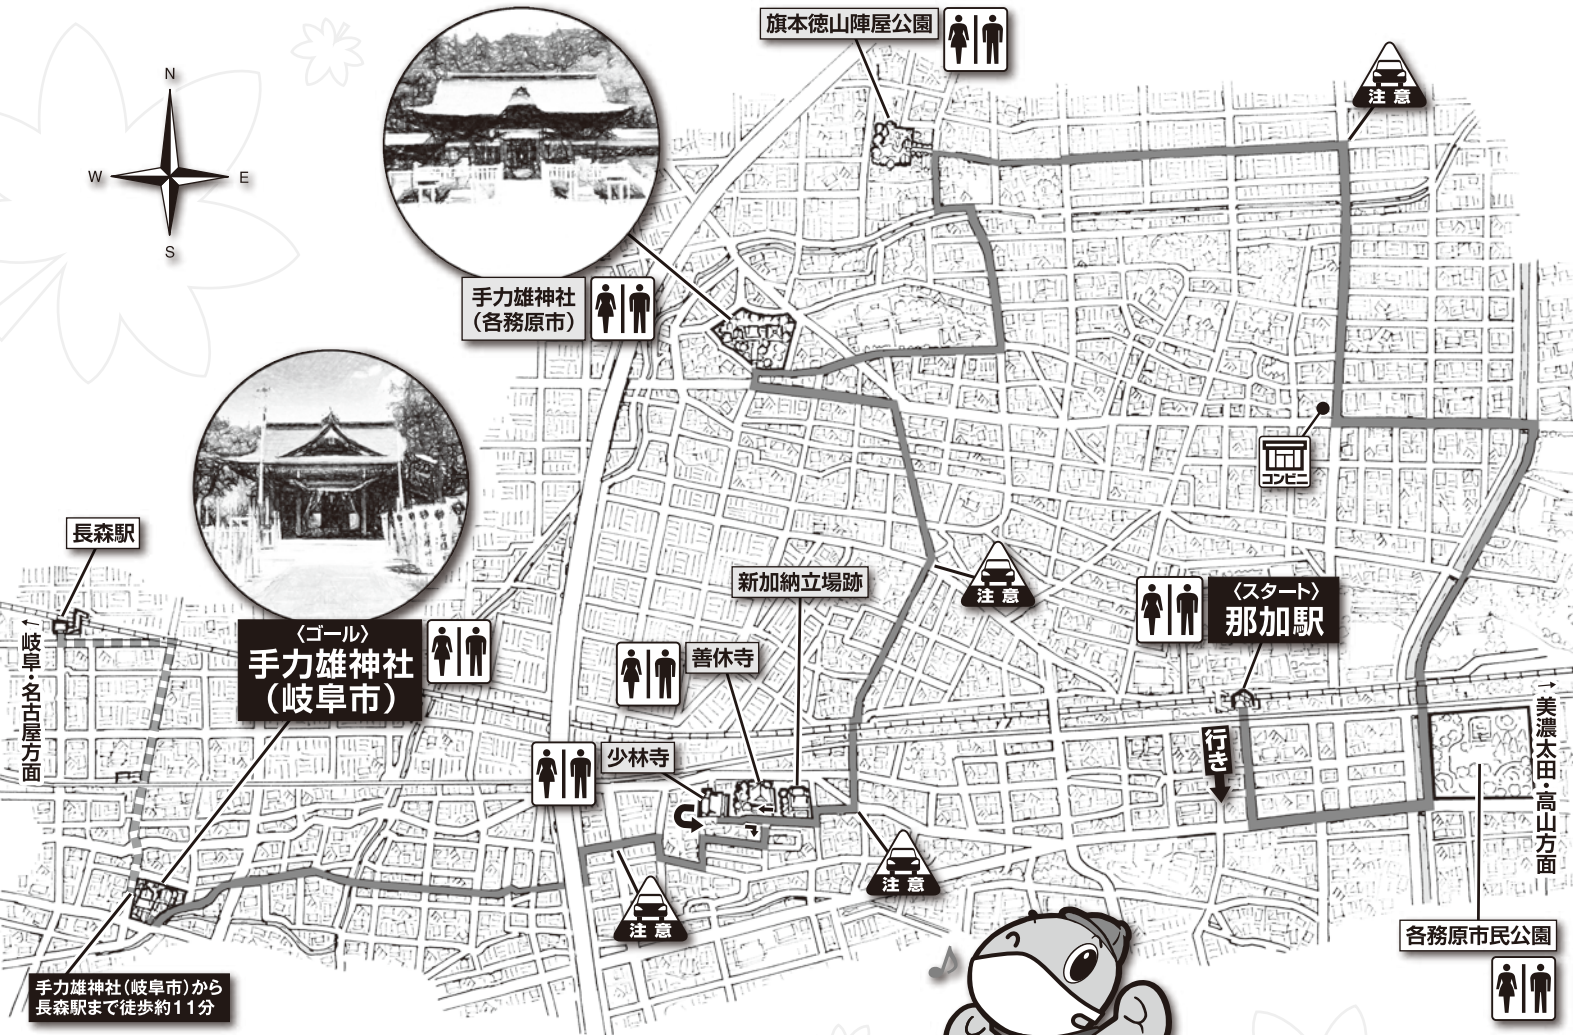 旗本徳山陣屋公園
注意
N
W
E
S
手力雄神社
（各務原市）
コンビニ
長森駅
←岐阜・名古屋方面
〈ゴール〉
手力雄神社
（岐阜市）
新加納立場跡
注意
〈スタート〉
那加駅
善休寺
少林寺
行き
→美濃太田・高山方面
注意
注意
各務原市民公園
手力雄神社（岐阜市）から
長森駅まで徒歩約11分